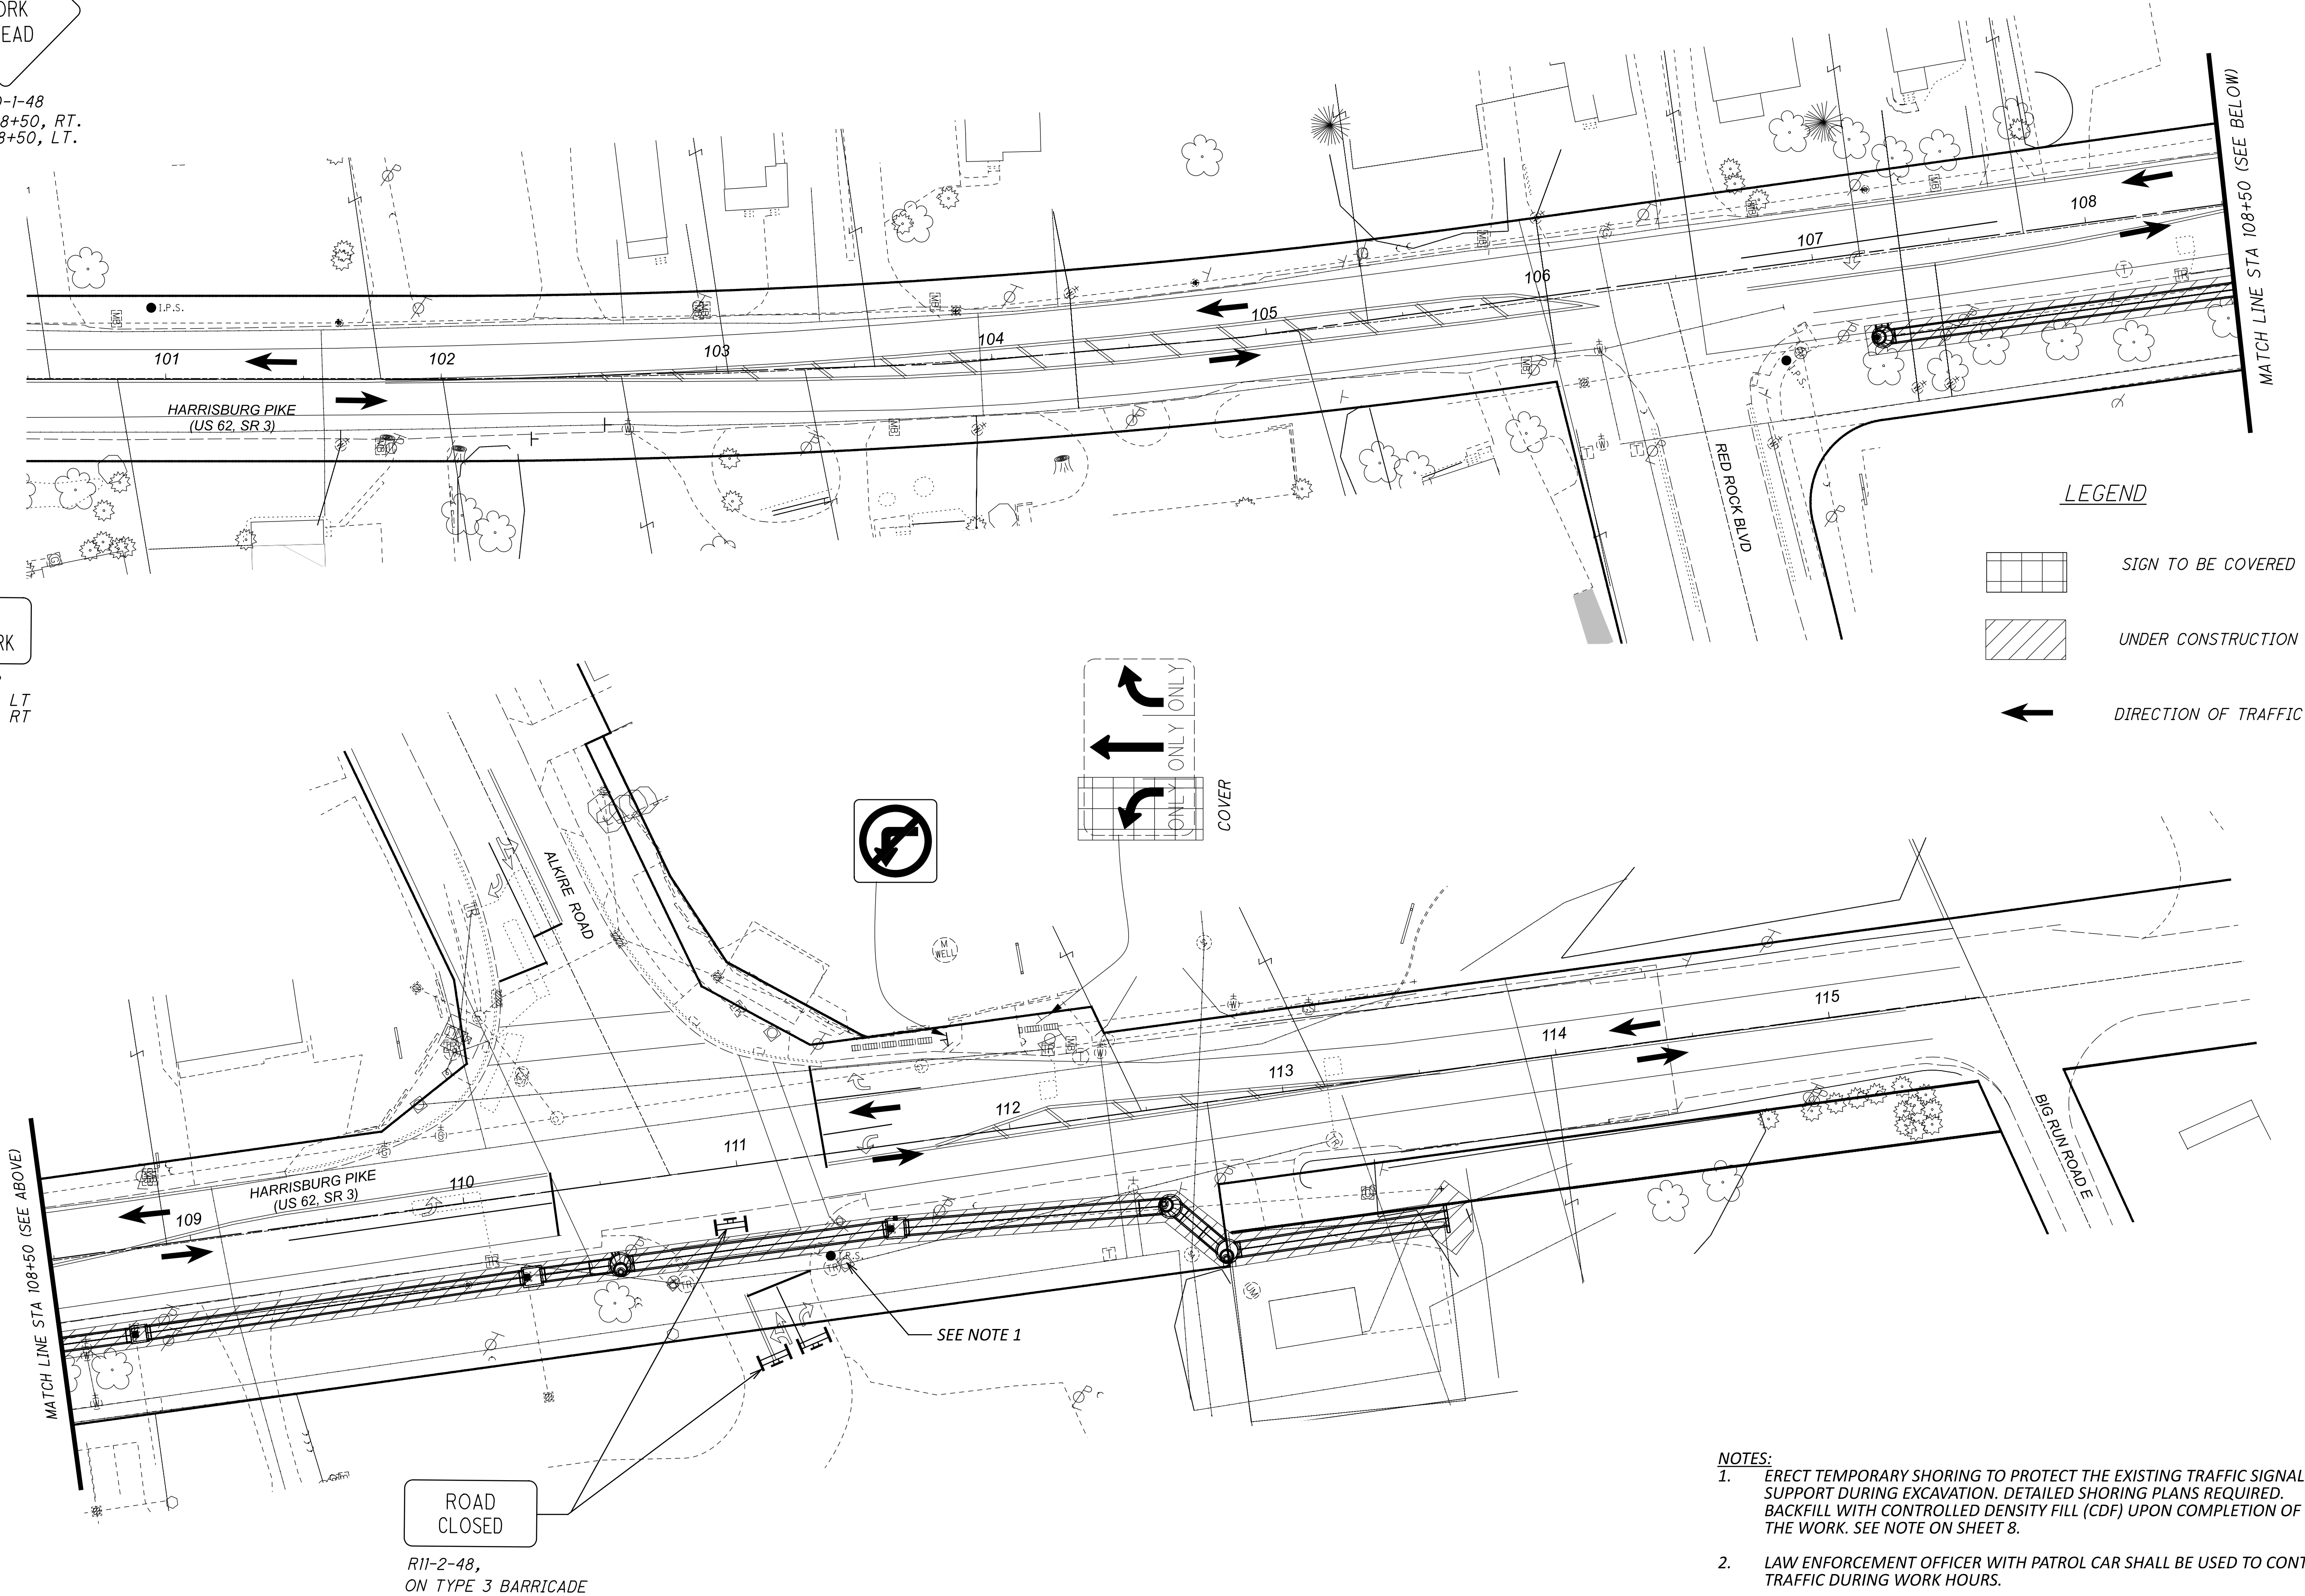 EAD
8+50, RT.
8+50, LT.
MATCH LINE STA 108+50 (SEE BELOW)
I.P.S.
101
102
103
104
105
106
107
108
HARRISBURG PIKE
(US 62, SR 3)
RED ROCK BLVD
I.P.S.
LEGEND
SIGN TO BE COVERED
UNDER CONSTRUCTION
DIRECTION OF TRAFFIC
LT
RT
ONLY
ONLY
ONLY
COVER
ALKIRE ROAD
M
WELL
MATCH LINE STA 108+50 (SEE ABOVE)
HARRISBURG PIKE
(US 62, SR 3)
109
110
111
112
113
114
115
BIG RUN ROAD E
I.P.S.
SEE NOTE 1
ROAD
CLOSED
R11-2-48,
ON TYPE 3 BARRICADE
NOTES:
1. ERECT TEMPORARY SHORING TO PROTECT THE EXISTING TRAFFIC SIGNAL
SUPPORT DURING EXCAVATION. DETAILED SHORING PLANS REQUIRED.
BACKFILL WITH CONTROLLED DENSITY FILL (CDF) UPON COMPLETION OF
THE WORK. SEE NOTE ON SHEET 8.
2. LAW ENFORCEMENT OFFICER WITH PATROL CAR SHALL BE USED TO CONT
TRAFFIC DURING WORK HOURS.